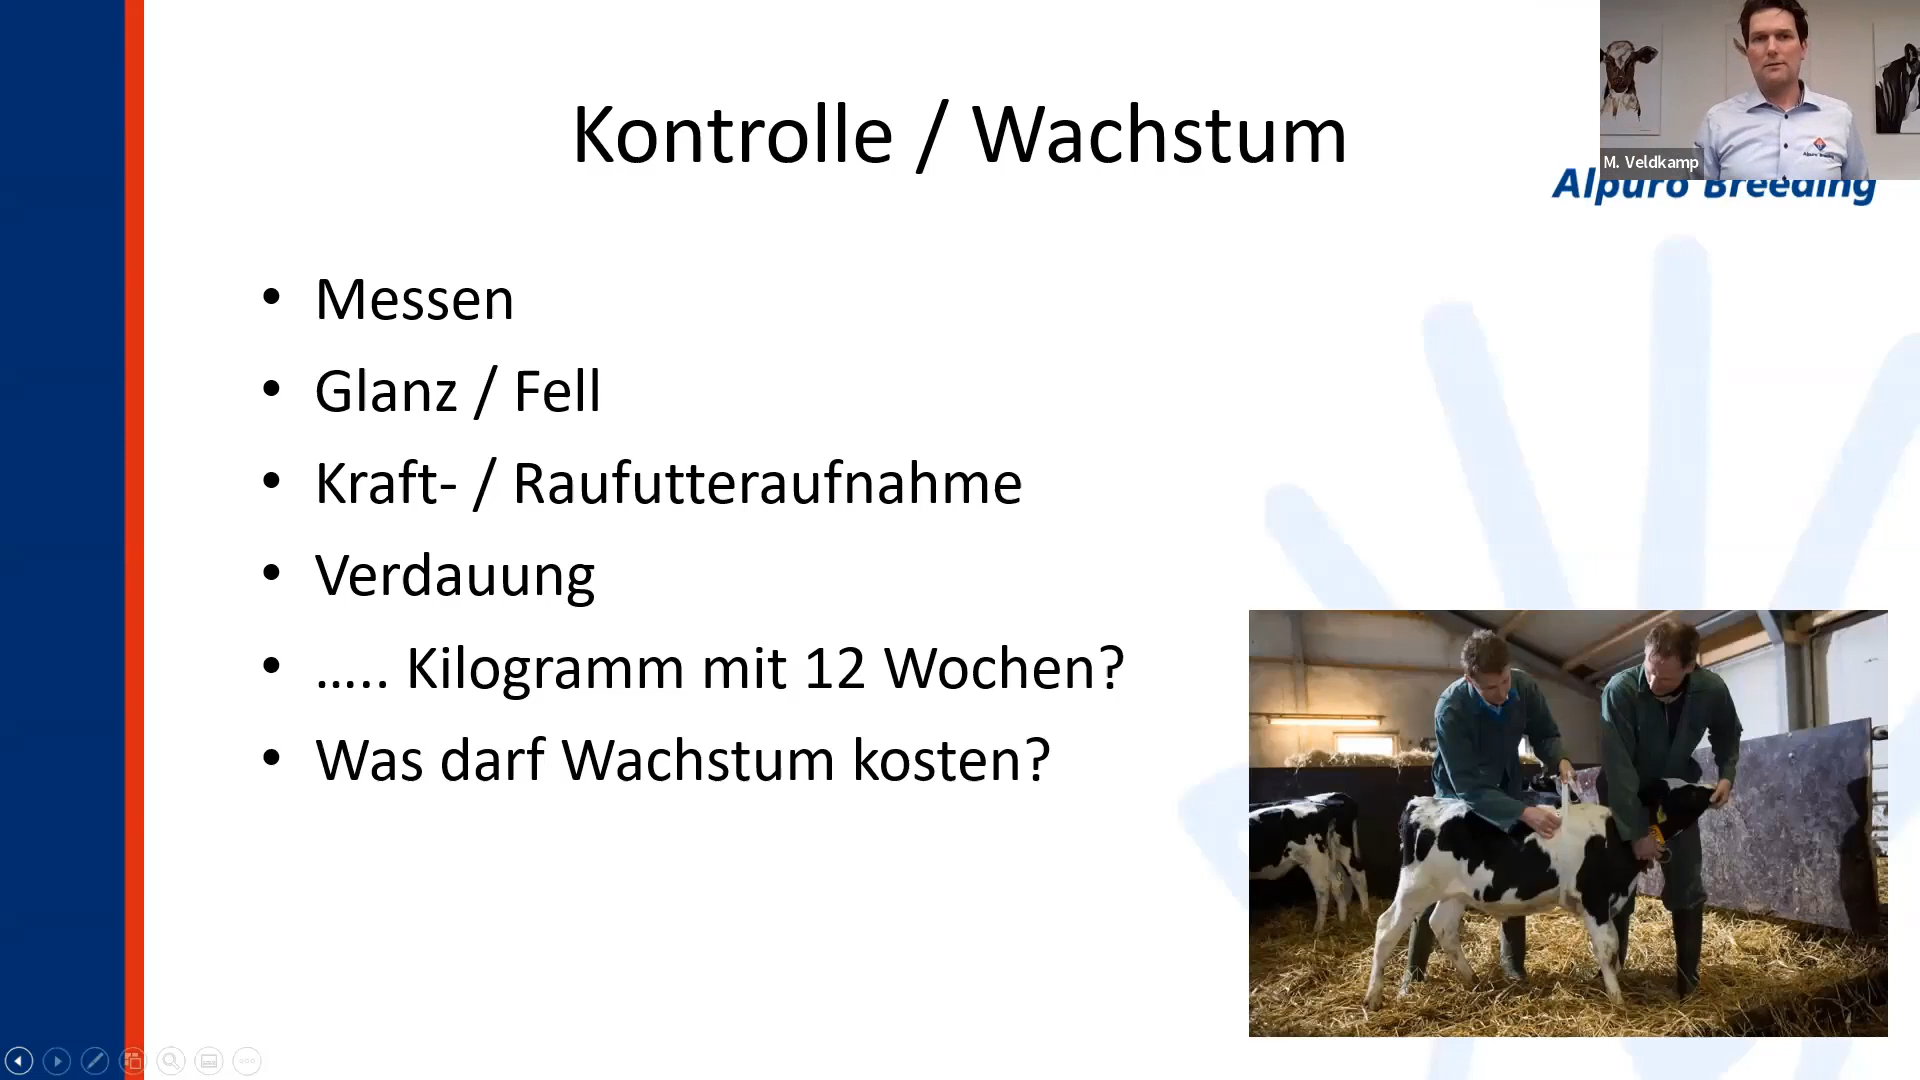 Kontrolle / Wachstum
M. Veldkamp
Alpuro Breeding
• Messen
• Glanz / Fell
• Kraft- / Raufutteraufnahme
• Verdauung
• ..... Kilogramm mit 12 Wochen?
• Was darf Wachstum kosten?